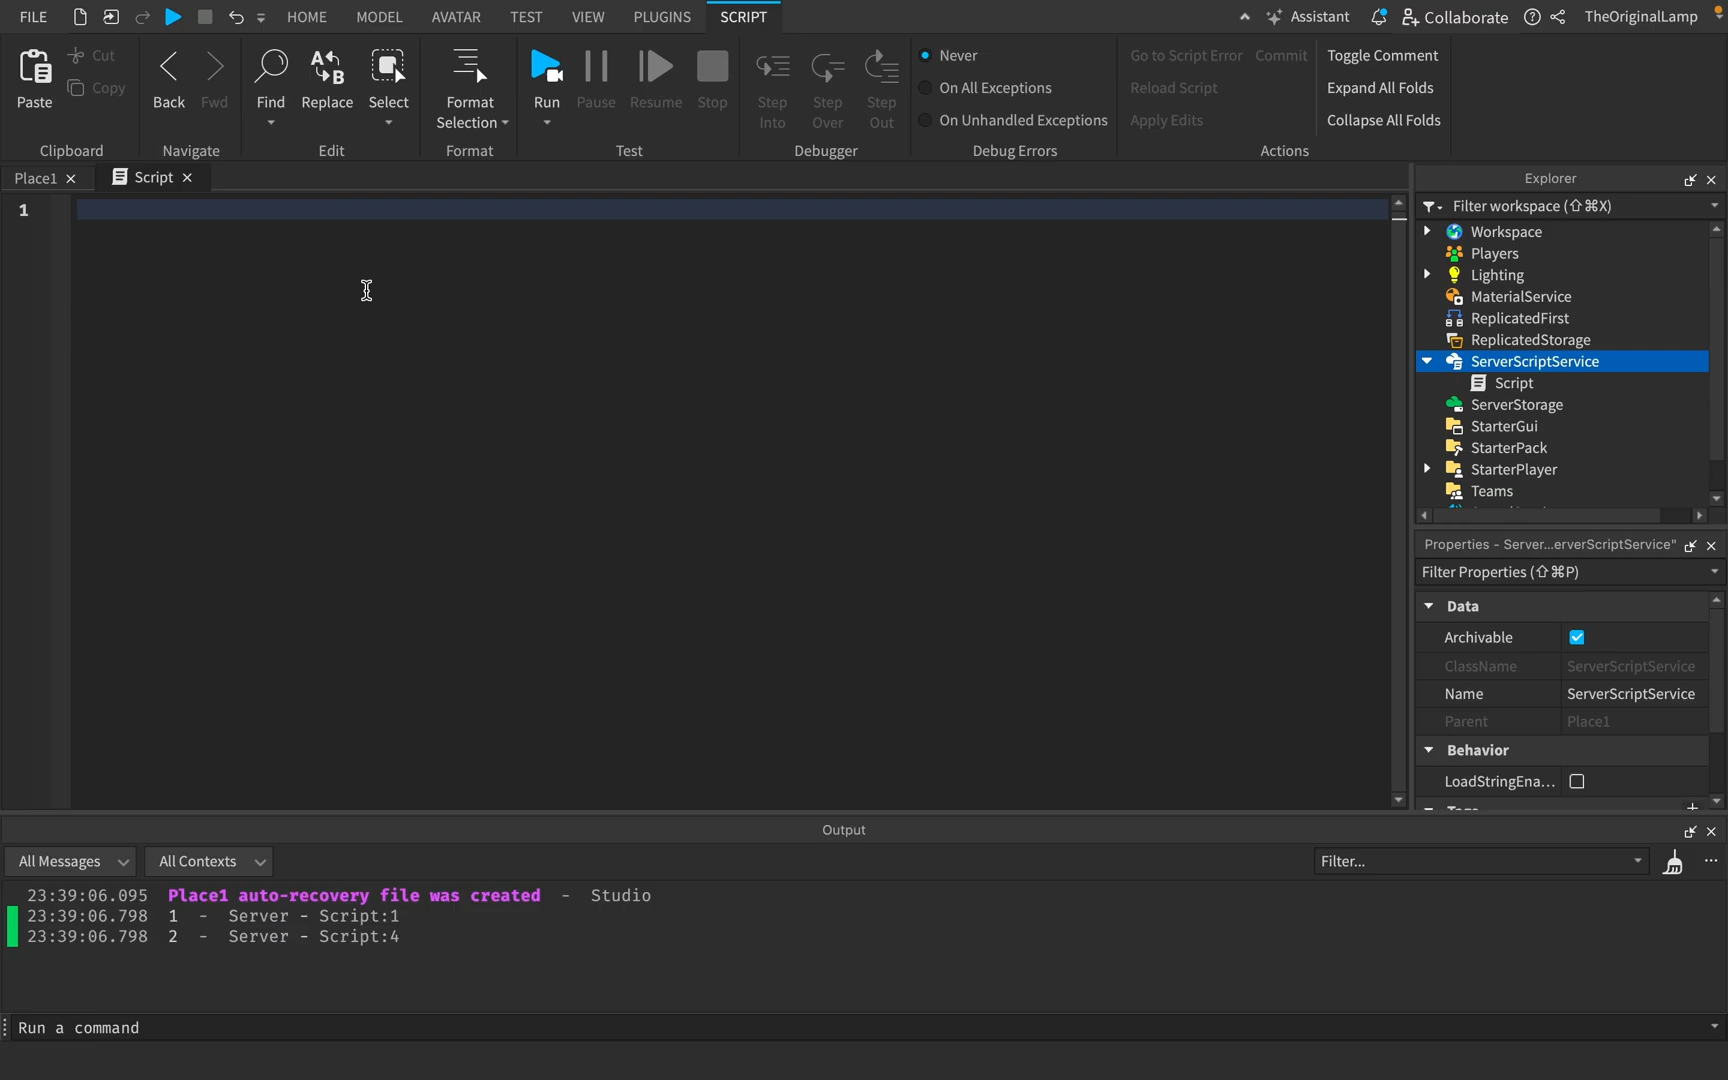 FILE HOME MODEL AVATAR TEST VIEW PLUGINS SCRIPT Assistant Collaborate TheOriginalLamp
Paste Cut Copy
Clipboard
Back Fwd
Navigate
Find Replace Select
Edit
Format Selection
Format
Run Pause Resume Stop
Test
Step Into Step Over Step Out
Debugger
Never
On All Exceptions
On Unhandled Exceptions
Debug Errors
Go to Script Error Commit
Reload Script
Apply Edits
Toggle Comment
Expand All Folds
Collapse All Folds
Actions
Place1 × Script ×
1
Explorer
Filter workspace (⇧⌘X)
Workspace
Players
Lighting
MaterialService
ReplicatedFirst
ReplicatedStorage
ServerScriptService
Script
ServerStorage
StarterGui
StarterPack
StarterPlayer
Teams
Properties - Server...erverScriptService"
Filter Properties (⇧⌘P)
Data
Archivable
ClassName ServerScriptService
Name ServerScriptService
Parent Place1
Behavior
LoadStringEna...
Output
All Messages All Contexts Filter...
23:39:06.095 Place1 auto-recovery file was created - Studio
23:39:06.798 1 - Server - Script:1
23:39:06.798 2 - Server - Script:4
Run a command